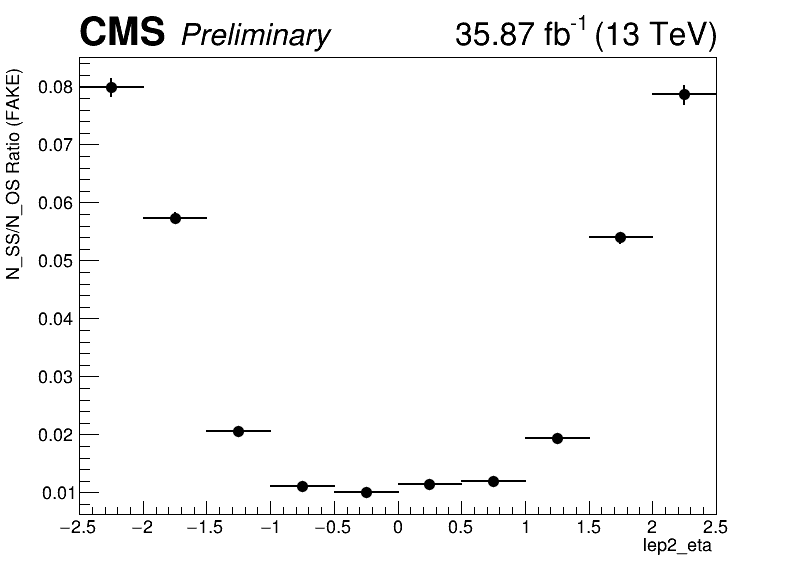 CMS Preliminary 35.87 fb⁻¹ (13 TeV)
N_SS/N_OS Ratio (FAKE)
0.08
0.07
0.06
0.05
0.04
0.03
0.02
0.01
−2.5 −2 −1.5 −1 −0.5 0 0.5 1 1.5 2 2.5
lep2_eta